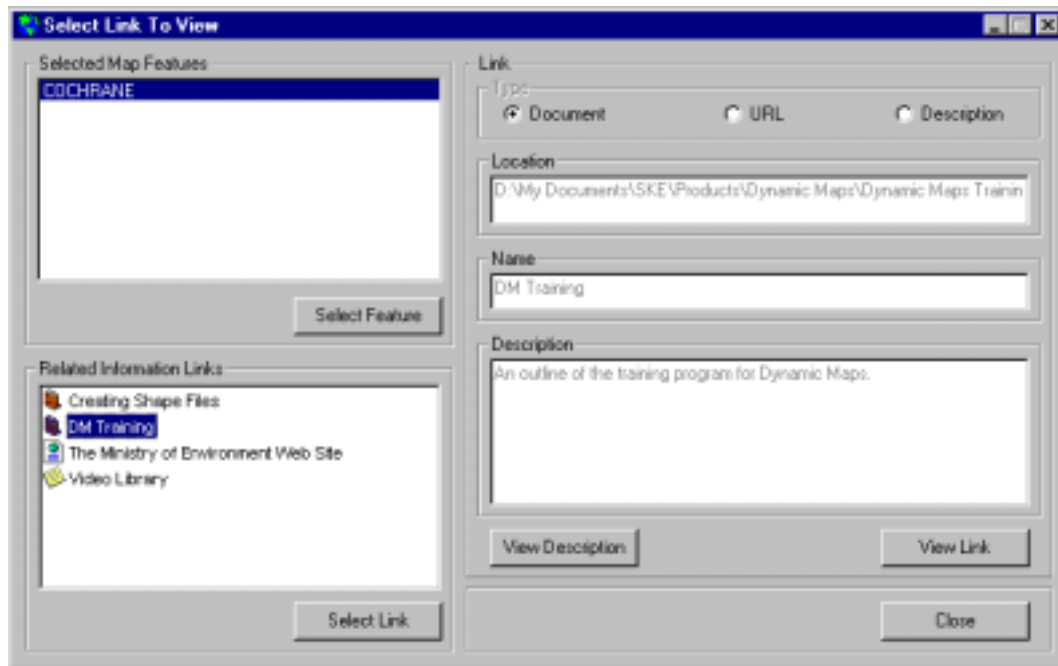 Select Link To View
Selected Map Features
COCHRANE
Select Feature
Related Information Links
Creating Shape Files
DM Training
The Ministry of Environment Web Site
Video Library
Select Link
Link
Type
Document
URL
Description
Location
D:\My Documents\SKE\Products\Dynamic Maps\Dynamic Maps Trainin
Name
DM Training
Description
An outline of the training program for Dynamic Maps.
View Description
View Link
Close